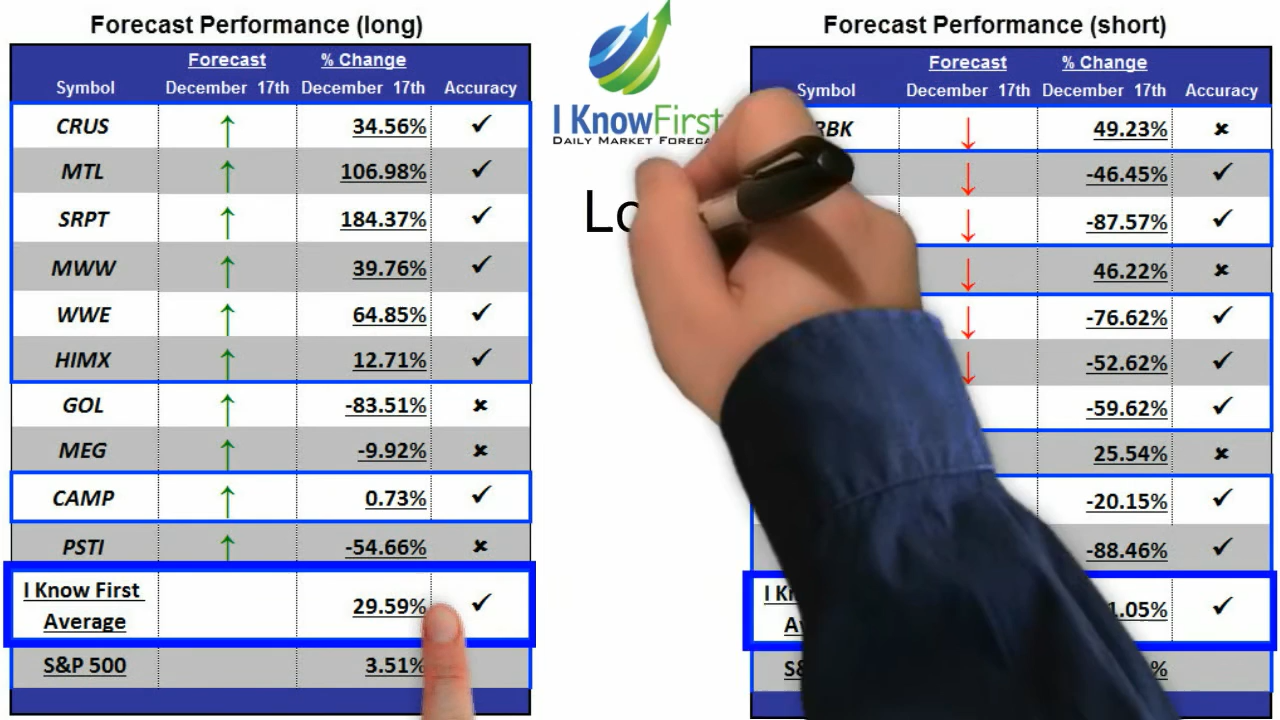 Forecast Performance (long)
Forecast % Change
Symbol December 17th December 17th Accuracy
CRUS ↑ 34.56% ✓
MTL ↑ 106.98% ✓
SRPT ↑ 184.37% ✓
MWW ↑ 39.76% ✓
WWE ↑ 64.85% ✓
HIMX ↑ 12.71% ✓
GOL ↑ -83.51% ✗
MEG ↑ -9.92% ✗
CAMP ↑ 0.73% ✓
PSTI ↑ -54.66% ✗
I Know First
Average
29.59% ✓
S&P 500 3.51%
I KnowFirst
DAILY MARKET
Forecast Performance (short)
Forecast % Change
Symbol December 17th December 17th Accuracy
↓ 49.23% ✗
↓ -46.45% ✓
↓ -87.57% ✓
↓ 46.22% ✗
↓ -76.62% ✓
↓ -52.62% ✓
-59.62% ✓
25.54% ✗
-20.15% ✓
-88.46% ✓
I
✓